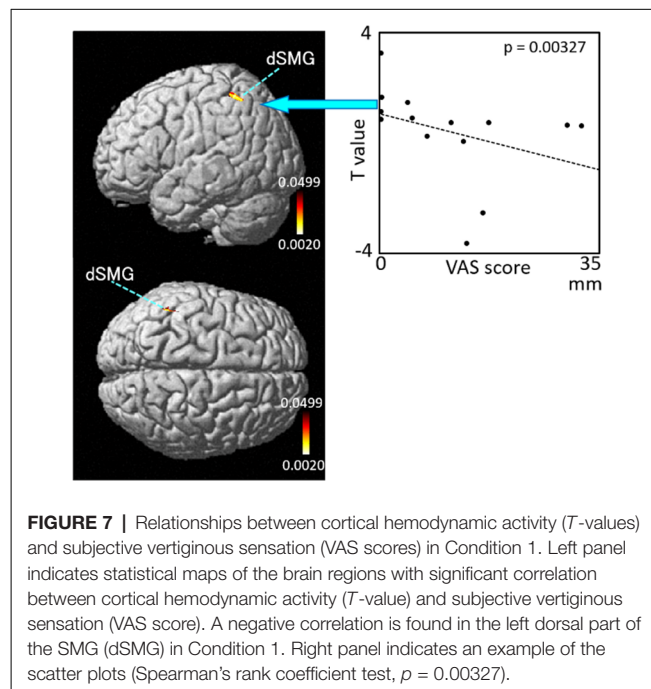 dSMG
0.0499
0.0020
dSMG
0.0499
0.0020
4
p = 0.00327
T value
-4
0
VAS score
35
mm
FIGURE 7 | Relationships between cortical hemodynamic activity (T-values)
and subjective vertiginous sensation (VAS scores) in Condition 1. Left panel
indicates statistical maps of the brain regions with significant correlation
between cortical hemodynamic activity (T-value) and subjective vertiginous
sensation (VAS score). A negative correlation is found in the left dorsal part of
the SMG (dSMG) in Condition 1. Right panel indicates an example of the
scatter plots (Spearman's rank coefficient test, p = 0.00327).